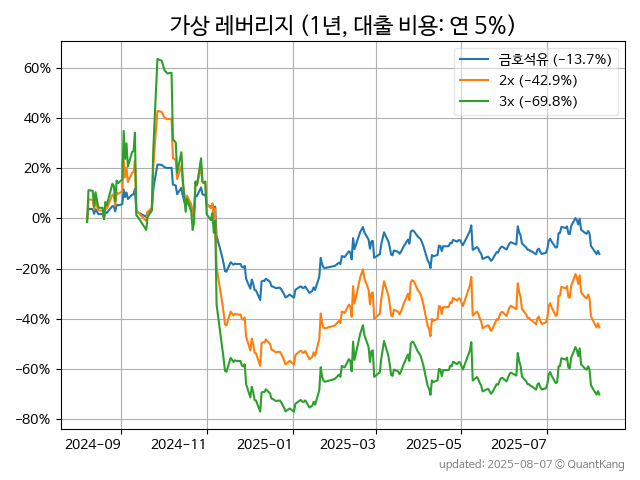 가상 레버리지 (1년, 대출 비용: 연 5%)
금호석유 (−13.7%)
2x (−42.9%)
3x (−69.8%)
60%
40%
20%
0%
−20%
−40%
−60%
−80%
2024-09
2024-11
2025-01
2025-03
2025-05
2025-07
updated: 2025-08-07 © QuantKang